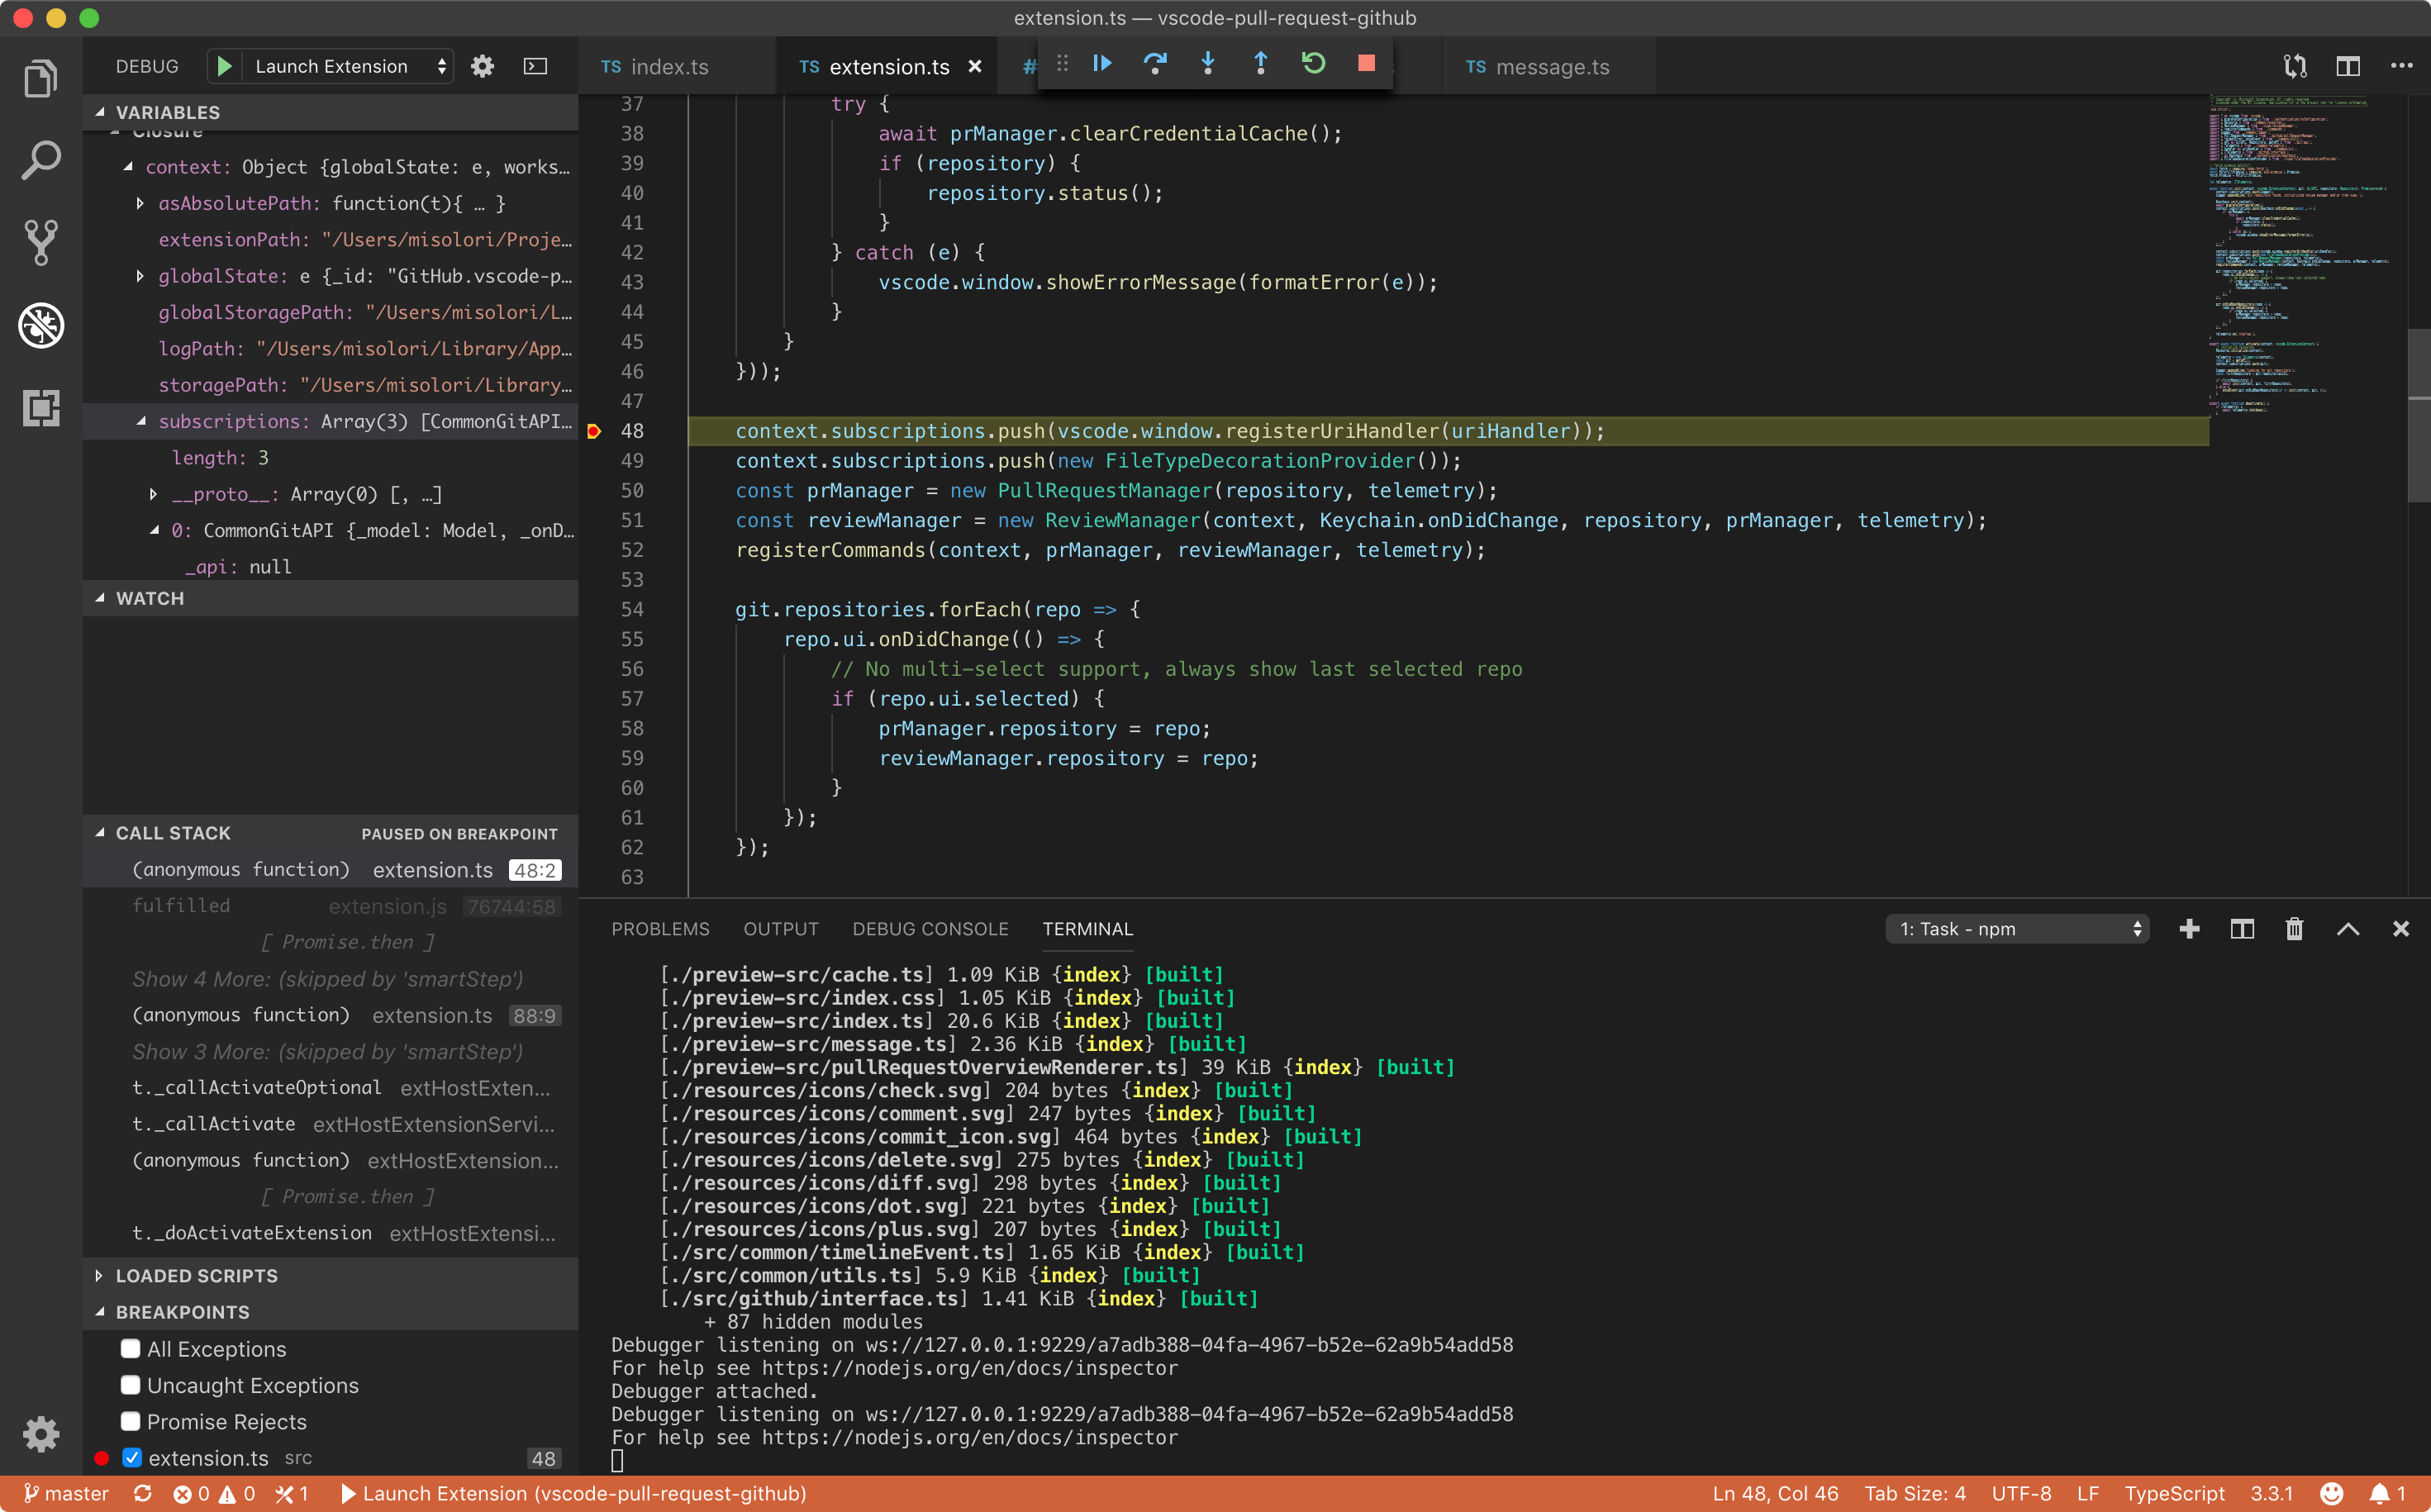 extension.ts — vscode-pull-request-github
DEBUG Launch Extension
TS index.ts
TS extension.ts ×
#
TS message.ts
VARIABLES
Closure
context: Object {globalState: e, works…
asAbsolutePath: function(t){ … }
extensionPath: "/Users/misolori/Proje…
globalState: e {_id: "GitHub.vscode-p…
globalStoragePath: "/Users/misolori/L…
logPath: "/Users/misolori/Library/App…
storagePath: "/Users/misolori/Library…
subscriptions: Array(3) [CommonGitAPI…
length: 3
__proto__: Array(0) [, …]
0: CommonGitAPI {_model: Model, _onD…
_api: null
WATCH
CALL STACK PAUSED ON BREAKPOINT
(anonymous function) extension.ts 48:2
fulfilled extension.js 76744:58
[ Promise.then ]
Show 4 More: (skipped by 'smartStep')
(anonymous function) extension.ts 88:9
Show 3 More: (skipped by 'smartStep')
t._callActivateOptional extHostExten…
t._callActivate extHostExtensionServi…
(anonymous function) extHostExtension…
[ Promise.then ]
t._doActivateExtension extHostExtensi…
LOADED SCRIPTS
BREAKPOINTS
All Exceptions
Uncaught Exceptions
Promise Rejects
extension.ts src 48
37 try {
38 await prManager.clearCredentialCache();
39 if (repository) {
40 repository.status();
41 }
42 } catch (e) {
43 vscode.window.showErrorMessage(formatError(e));
44 }
45 }
46 }));
47
48 context.subscriptions.push(vscode.window.registerUriHandler(uriHandler));
49 context.subscriptions.push(new FileTypeDecorationProvider());
50 const prManager = new PullRequestManager(repository, telemetry);
51 const reviewManager = new ReviewManager(context, Keychain.onDidChange, repository, prManager, telemetry);
52 registerCommands(context, prManager, reviewManager, telemetry);
53
54 git.repositories.forEach(repo => {
55 repo.ui.onDidChange(() => {
56 // No multi-select support, always show last selected repo
57 if (repo.ui.selected) {
58 prManager.repository = repo;
59 reviewManager.repository = repo;
60 }
61 });
62 });
63
PROBLEMS OUTPUT DEBUG CONSOLE TERMINAL 1: Task - npm
[./preview-src/cache.ts] 1.09 KiB {index} [built]
[./preview-src/index.css] 1.05 KiB {index} [built]
[./preview-src/index.ts] 20.6 KiB {index} [built]
[./preview-src/message.ts] 2.36 KiB {index} [built]
[./preview-src/pullRequestOverviewRenderer.ts] 39 KiB {index} [built]
[./resources/icons/check.svg] 204 bytes {index} [built]
[./resources/icons/comment.svg] 247 bytes {index} [built]
[./resources/icons/commit_icon.svg] 464 bytes {index} [built]
[./resources/icons/delete.svg] 275 bytes {index} [built]
[./resources/icons/diff.svg] 298 bytes {index} [built]
[./resources/icons/dot.svg] 221 bytes {index} [built]
[./resources/icons/plus.svg] 207 bytes {index} [built]
[./src/common/timelineEvent.ts] 1.65 KiB {index} [built]
[./src/common/utils.ts] 5.9 KiB {index} [built]
[./src/github/interface.ts] 1.41 KiB {index} [built]
+ 87 hidden modules
Debugger listening on ws://127.0.0.1:9229/a7adb388-04fa-4967-b52e-62a9b54add58
For help see https://nodejs.org/en/docs/inspector
Debugger attached.
Debugger listening on ws://127.0.0.1:9229/a7adb388-04fa-4967-b52e-62a9b54add58
For help see https://nodejs.org/en/docs/inspector
master 0 0 1 Launch Extension (vscode-pull-request-github) Ln 48, Col 46 Tab Size: 4 UTF-8 LF TypeScript 3.3.1 1